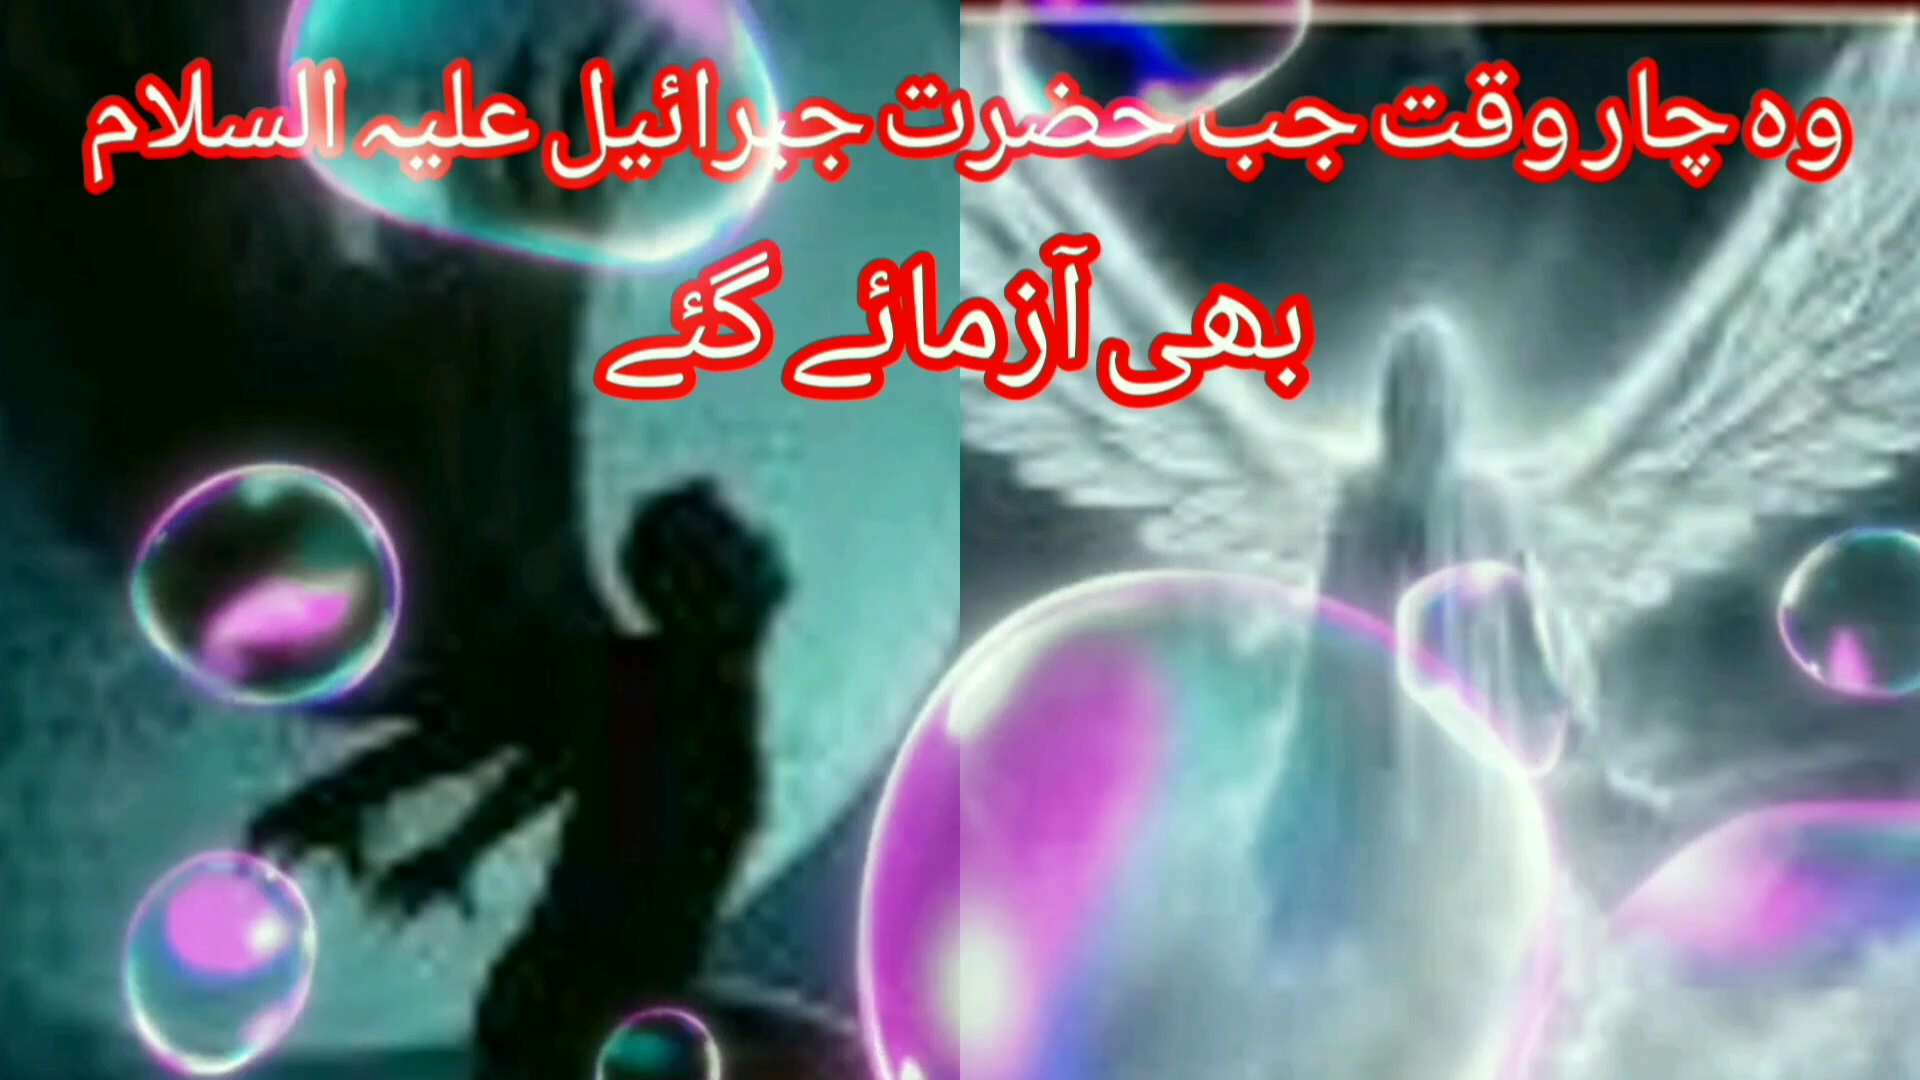 وہ چار وقت جب حضرت جبرائیل علیہ السلام
بھی آزمائے گئے